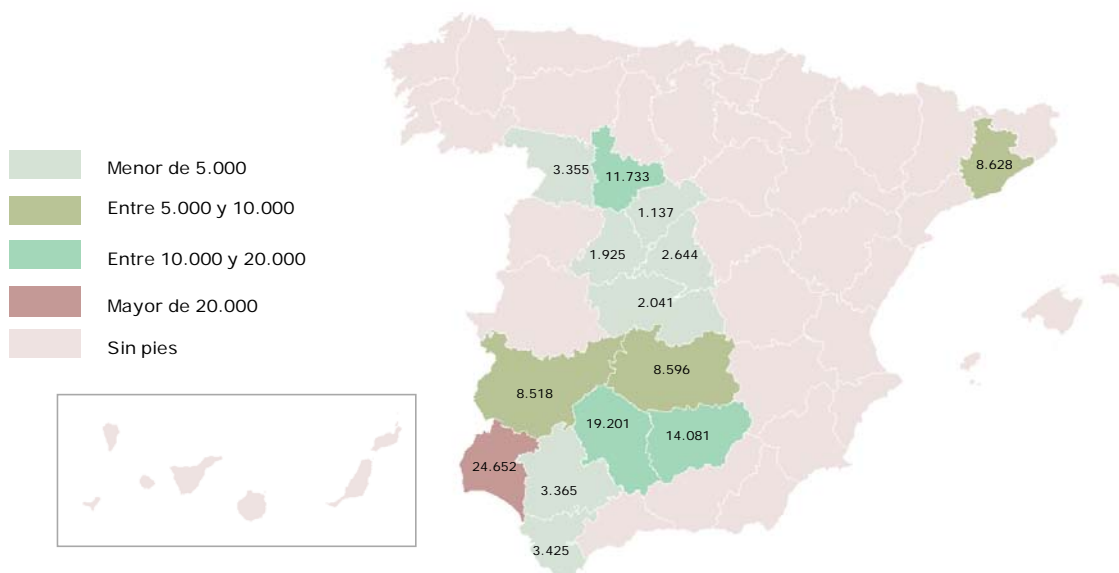 Menor de 5.000
Entre 5.000 y 10.000
Entre 10.000 y 20.000
Mayor de 20.000
Sin pies
3.355
11.733
8.628
1.137
1.925
2.644
2.041
8.518
8.596
19.201
14.081
24.652
3.365
3.425